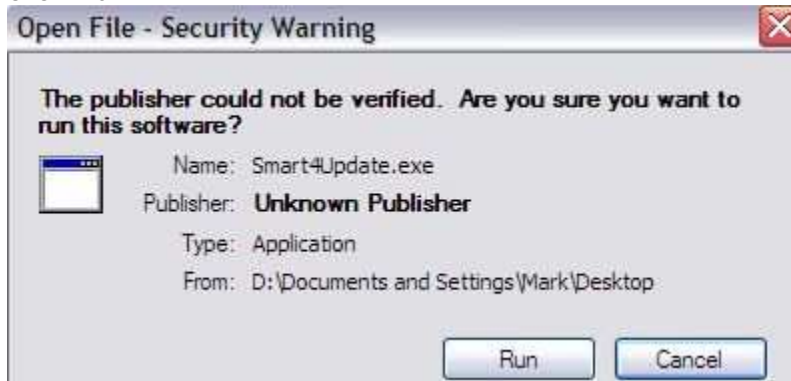 Open File - Security Warning
The publisher could not be verified. Are you sure you want to
run this software?
Name: Smart4Update.exe
Publisher: Unknown Publisher
Type: Application
From: D:\Documents and Settings\Mark\Desktop
Run Cancel